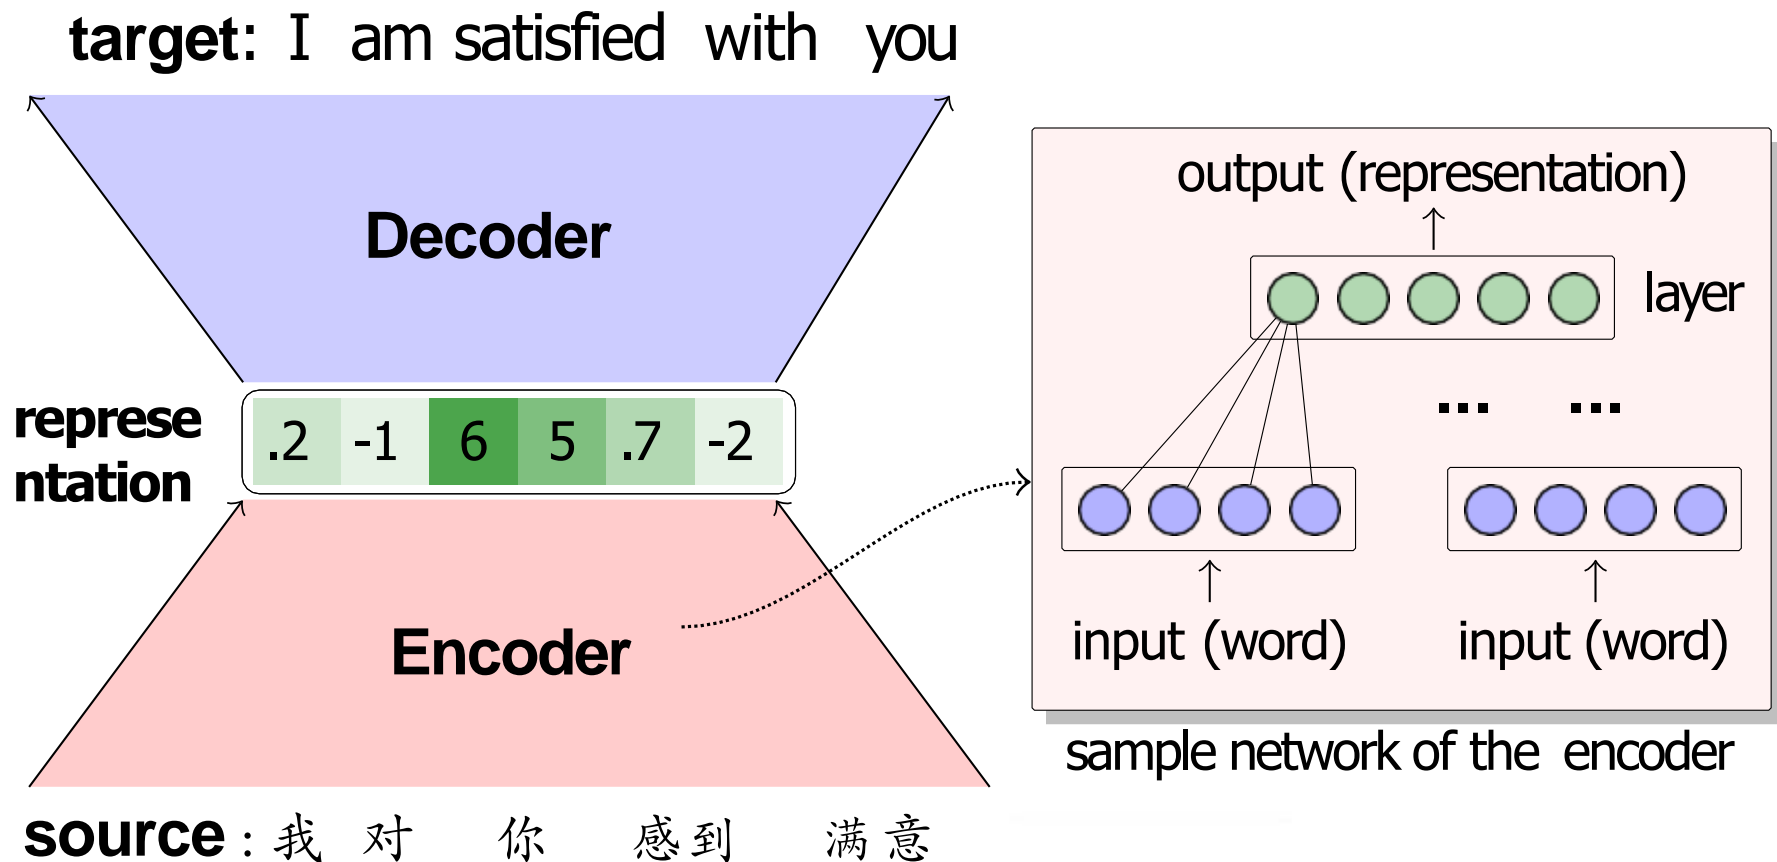 target: I am satisfied with you
Decoder
represe
ntation
.2 -1 6 5 .7 -2
Encoder
source : 我 对 你 感到 满意
output (representation)
layer
... ...
input (word) input (word)
sample network of the encoder